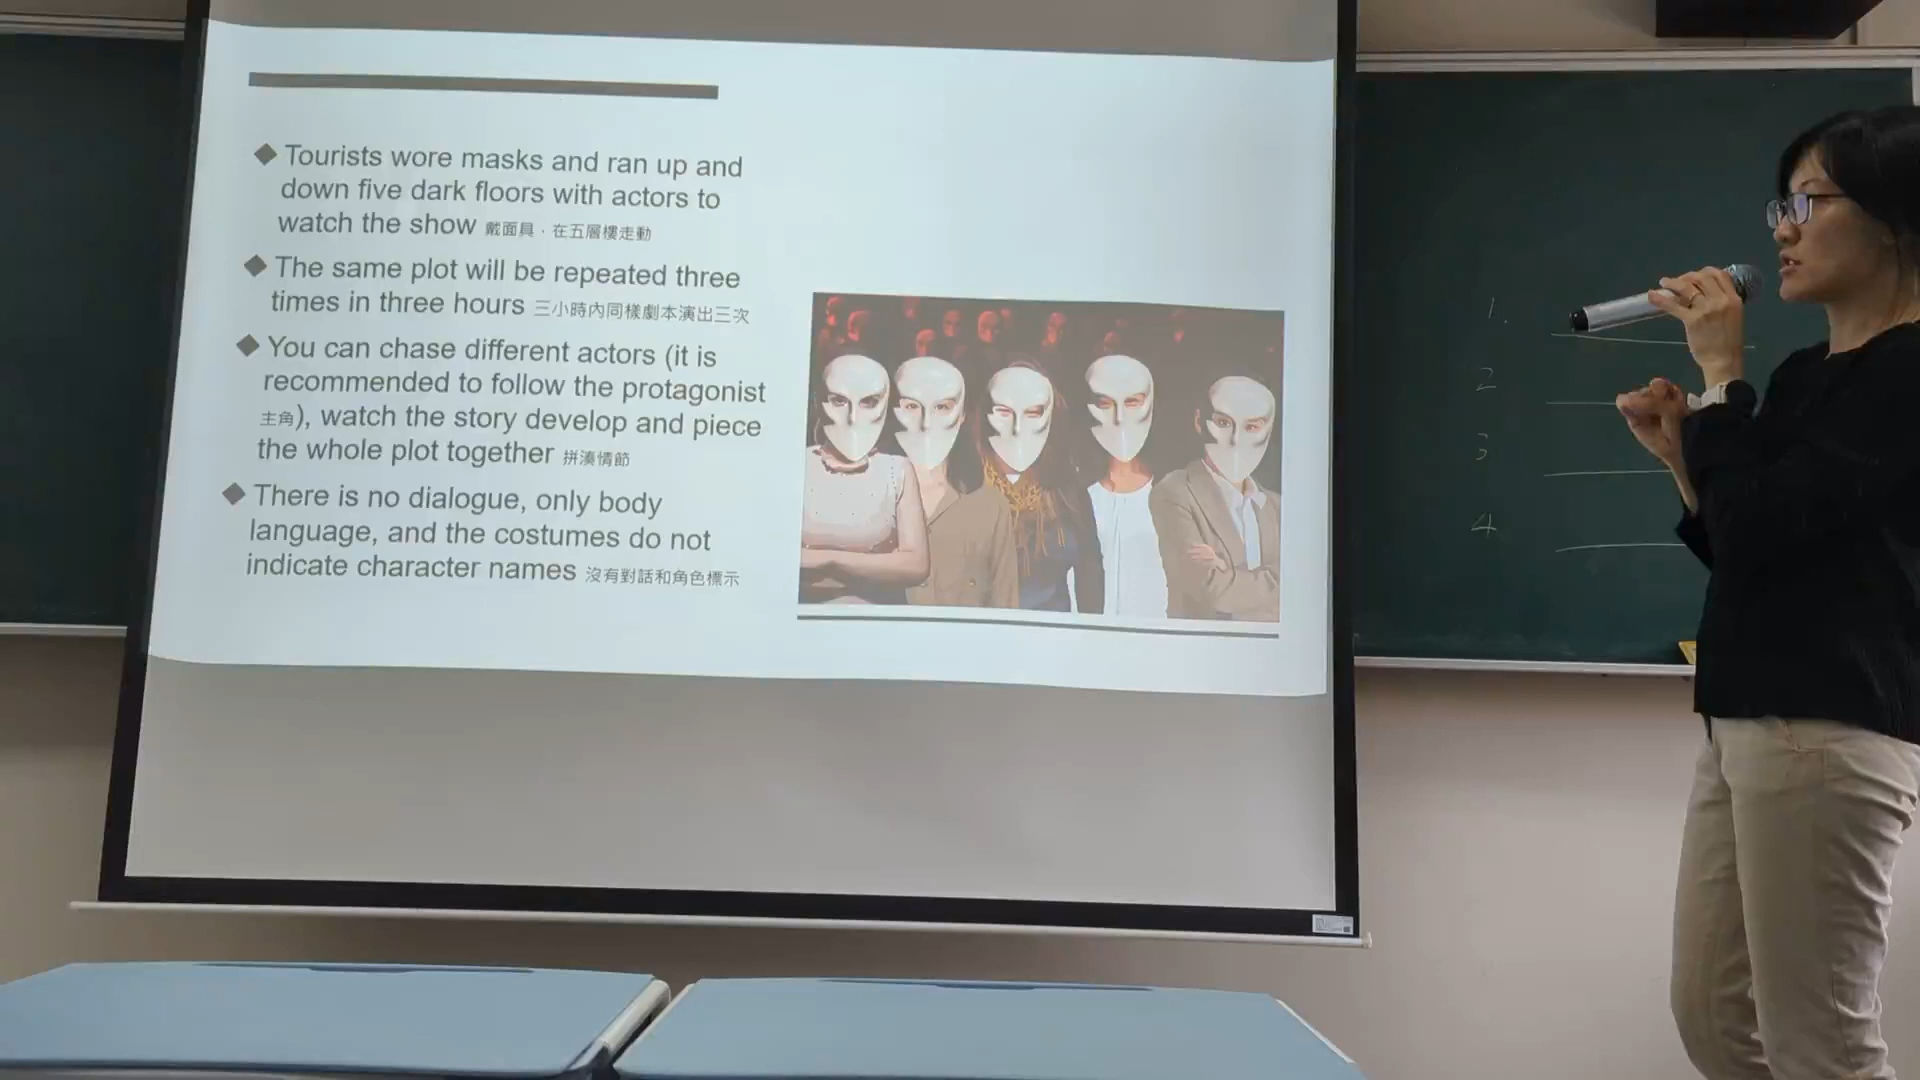 Tourists wore masks and ran up and
down five dark floors with actors to
watch the show 戴面具，在五層樓走動
The same plot will be repeated three
times in three hours 三小時內同樣劇本演出三次
You can chase different actors (it is
recommended to follow the protagonist
主角), watch the story develop and piece
the whole plot together 拼湊情節
There is no dialogue, only body
language, and the costumes do not
indicate character names 沒有對話和角色標示
1.
2
3
4